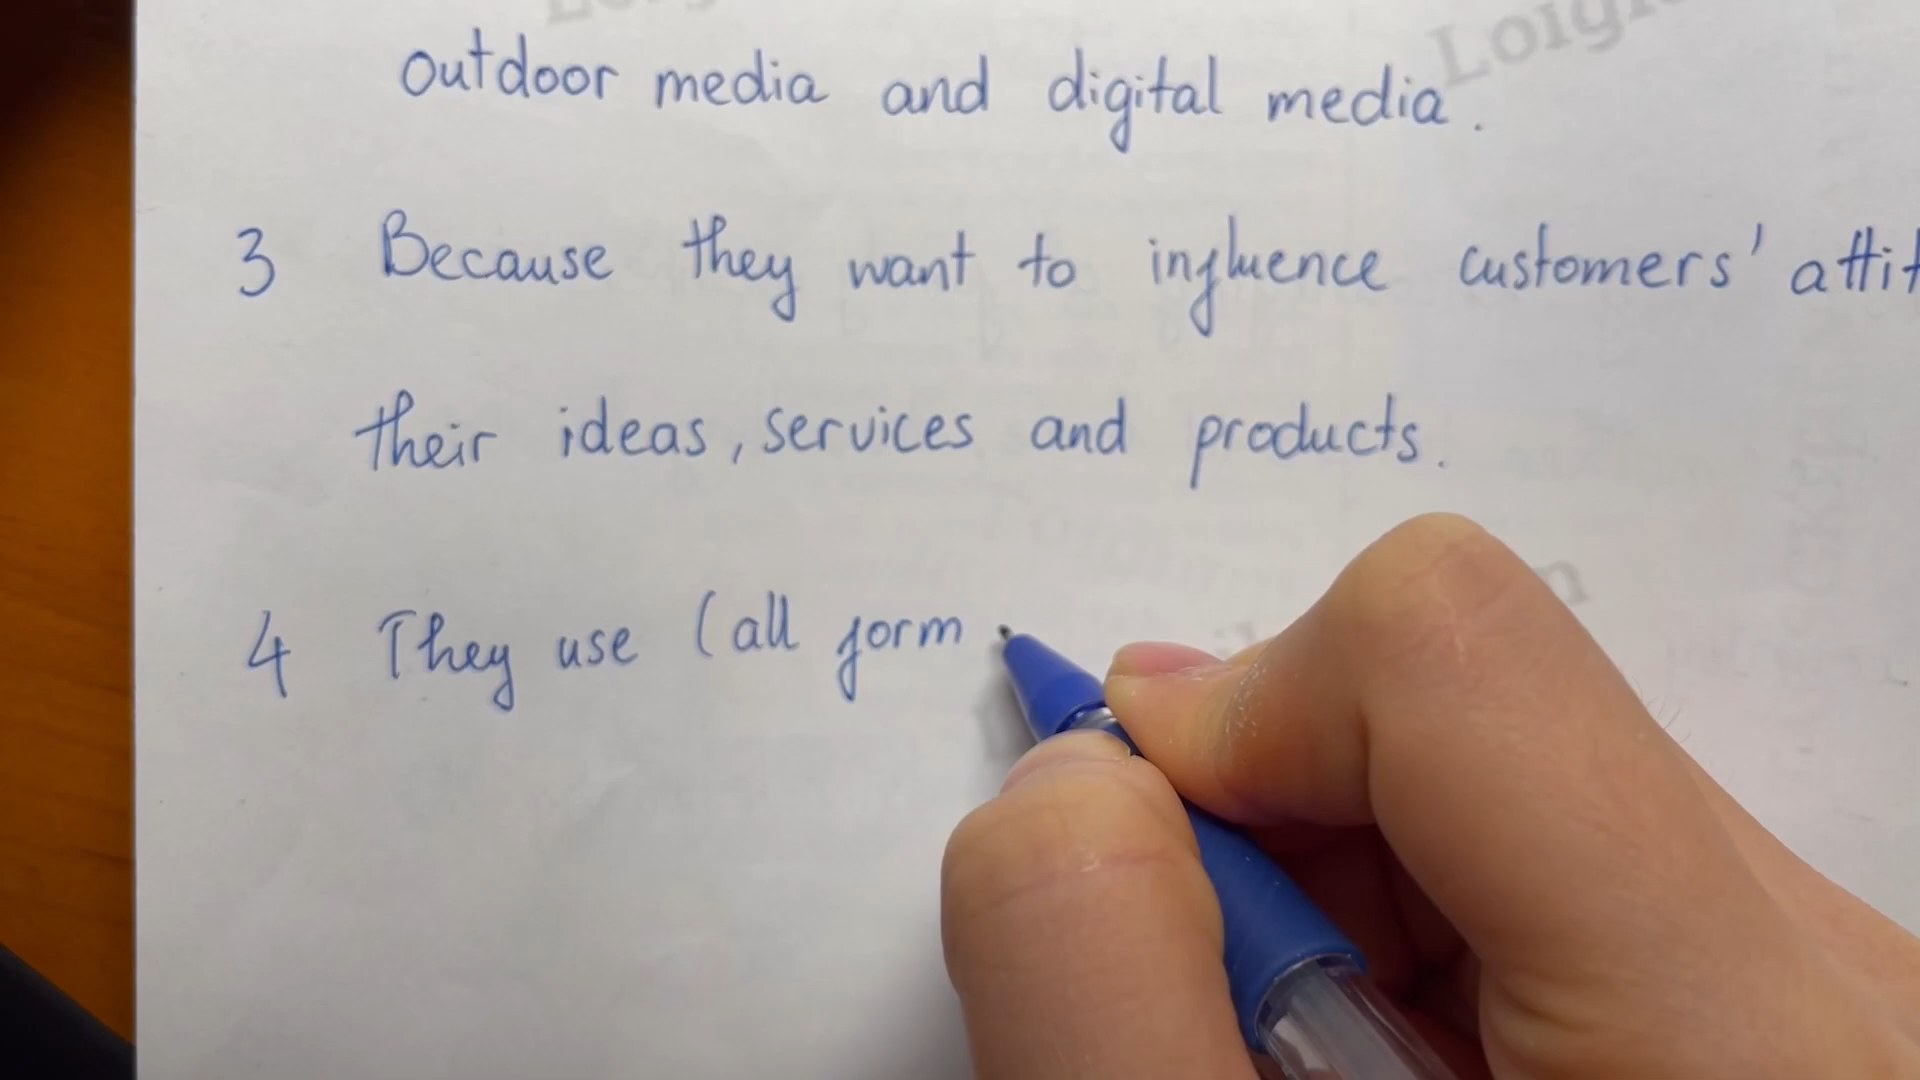 outdoor media and digital media.
3 Because they want to influence customers'
their ideas, services and products.
4 They use (all form